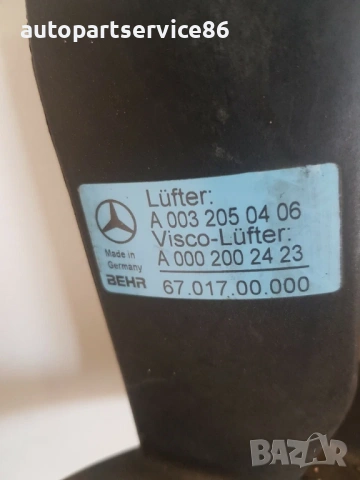 autopartservice86
Lüfter:
A 003 205 04 06
Visco-Lüfter:
A 000 200 24 23
Made in
Germany
BEHR
67.017.00.000
BAZAR